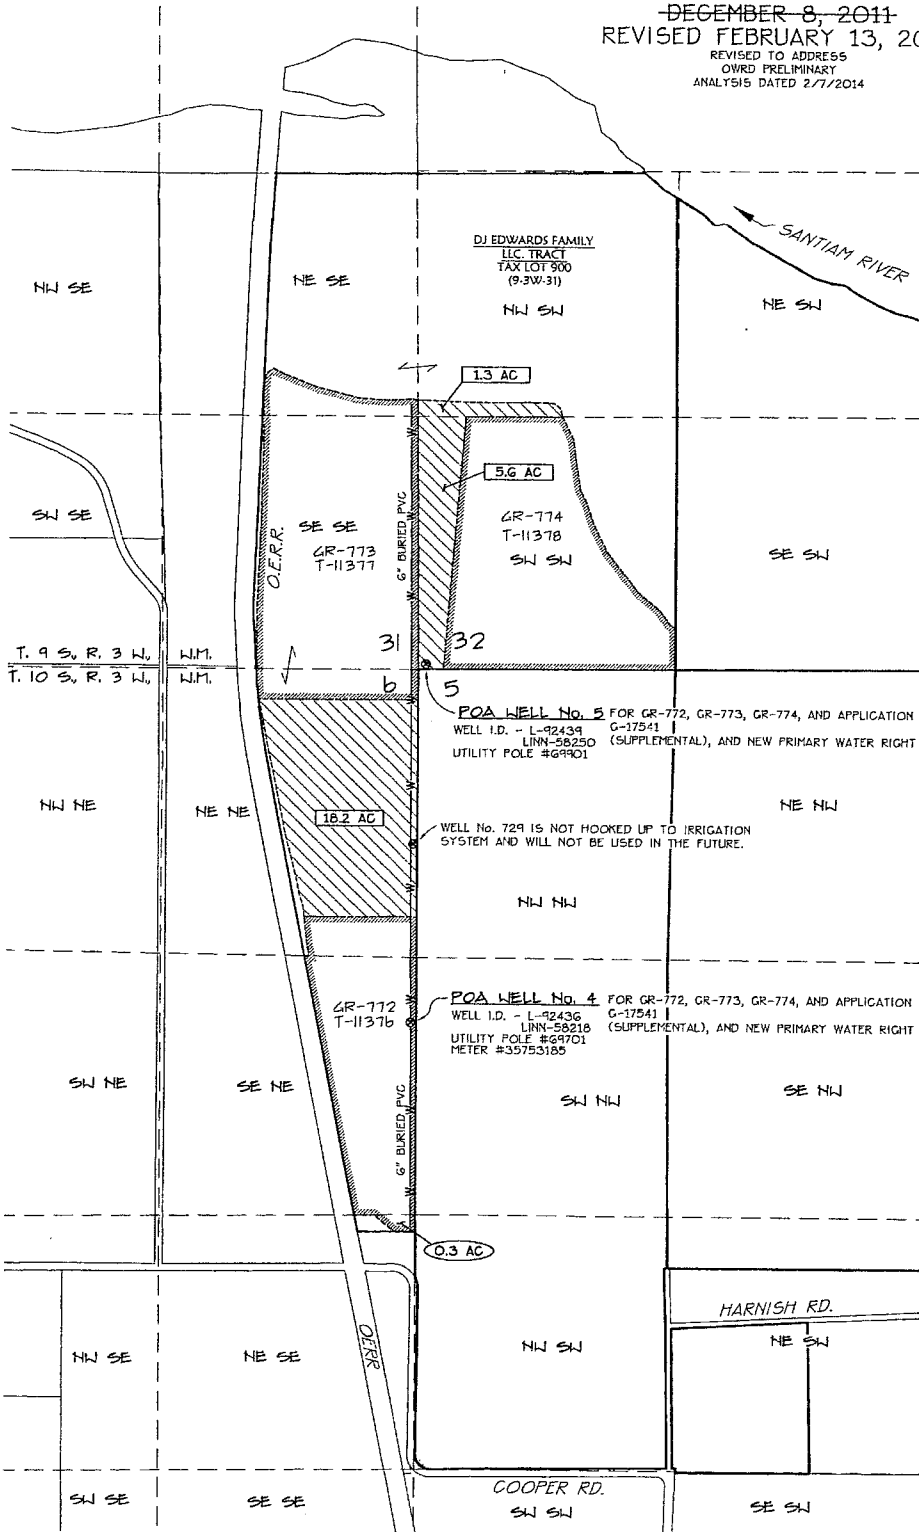 DECEMBER 8, 2011
REVISED FEBRUARY 13, 20
REVISED TO ADDRESS
OWRD PRELIMINARY
ANALYSIS DATED 2/7/2014
SANTIAM RIVER
DJ EDWARDS FAMILY
LLC. TRACT
TAX LOT 900
(9-3W-31)
NW SE
NE SE
NW SW
NE SW
1.3 AC
5.6 AC
SW SE
O.E.R.R.
SE SE
GR-773
T-11377
6" BURIED PVC
W
W
W
GR-774
T-11378
SW SW
SE SW
31
32
T. 9 S., R. 3 W., W.M.
T. 10 S., R. 3 W., W.M.
6
5
POA WELL No. 5 FOR GR-772, GR-773, GR-774, AND APPLICATION
WELL I.D. - L-92439 G-17541
LINN-58250 (SUPPLEMENTAL), AND NEW PRIMARY WATER RIGHT
UTILITY POLE #69901
W
W
NW NE
NE NE
18.2 AC
NE NW
WELL No. 729 IS NOT HOOKED UP TO IRRIGATION
SYSTEM AND WILL NOT BE USED IN THE FUTURE.
W
NW NW
GR-772
T-11376
W
POA WELL No. 4 FOR GR-772, GR-773, GR-774, AND APPLICATION
WELL I.D. - L-92436 G-17541
LINN-58218 (SUPPLEMENTAL), AND NEW PRIMARY WATER RIGHT
UTILITY POLE #69701
METER #35753185
SW NE
SE NE
6" BURIED PVC
W
W
SW NW
SE NW
0.3 AC
HARNISH RD.
OERR
NW SE
NE SE
NW SW
NE SW
COOPER RD.
SW SE
SE SE
SW SW
SE SW